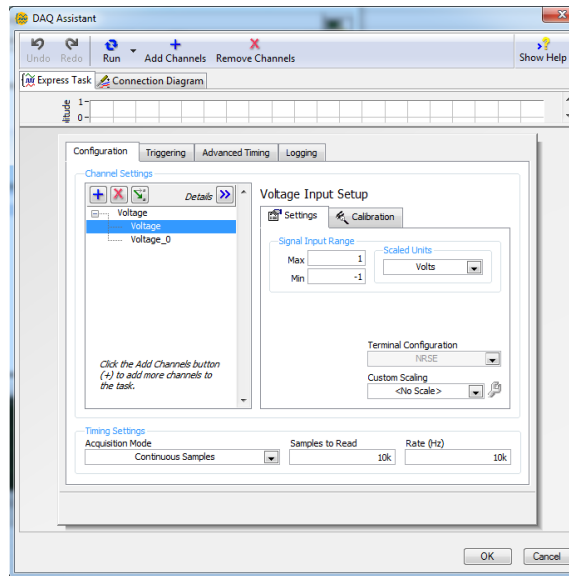 DAQ Assistant
Undo Redo Run Add Channels Remove Channels Show Help
Express Task Connection Diagram
1
0
Configuration Triggering Advanced Timing Logging
Channel Settings
Details
Voltage
Voltage
Voltage_0
Click the Add Channels button
(+) to add more channels to
the task.
Voltage Input Setup
Settings Calibration
Signal Input Range
Max 1
Min -1
Scaled Units
Volts
Terminal Configuration
NRSE
Custom Scaling
<No Scale>
Timing Settings
Acquisition Mode Samples to Read Rate (Hz)
Continuous Samples 10k 10k
OK Cancel